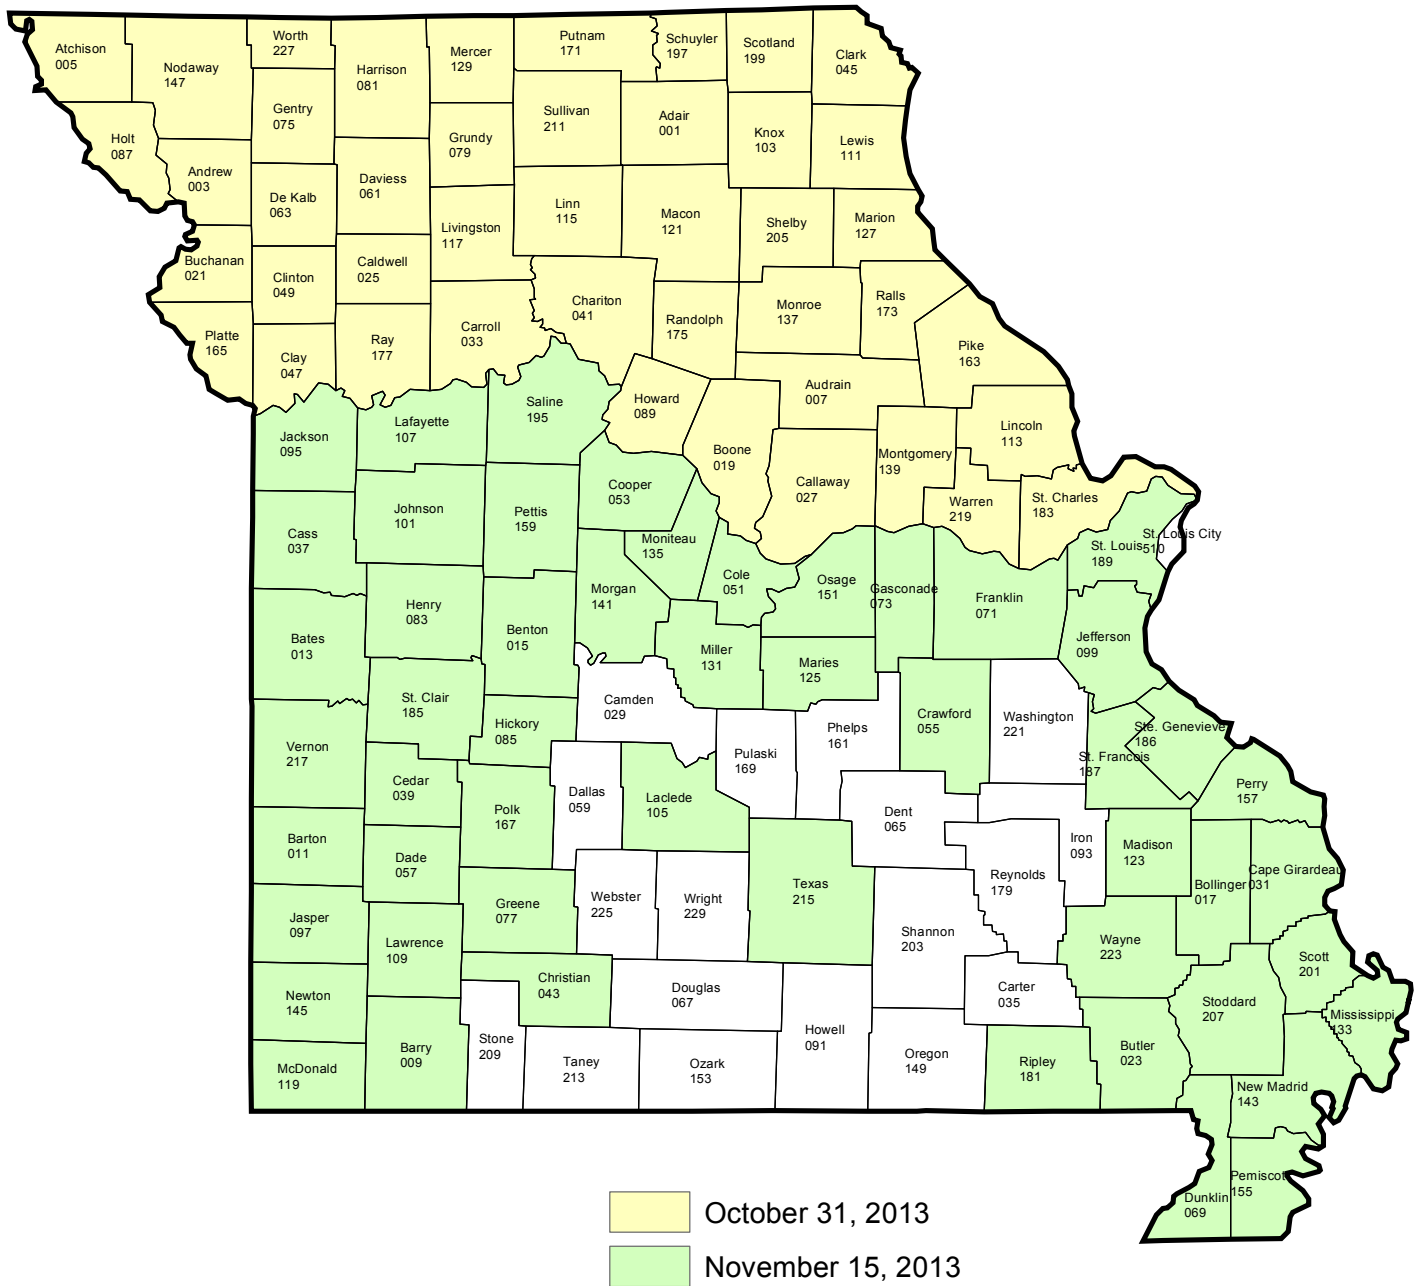 Atchison
005
Nodaway
147
Worth
227
Harrison
081
Mercer
129
Putnam
171
Schuyler
197
Scotland
199
Clark
045
Holt
087
Andrew
003
Gentry
075
De Kalb
063
Daviess
061
Grundy
079
Sullivan
211
Adair
001
Knox
103
Lewis
111
Livingston
117
Linn
115
Macon
121
Shelby
205
Marion
127
Buchanan
021
Clinton
049
Caldwell
025
Carroll
033
Chariton
041
Randolph
175
Monroe
137
Ralls
173
Pike
163
Platte
165
Clay
047
Ray
177
Saline
195
Howard
089
Boone
019
Audrain
007
Callaway
027
Montgomery
139
Lincoln
113
Warren
219
St. Charles
183
St. Louis
189
St. Louis City
510
Jackson
095
Lafayette
107
Cass
037
Johnson
101
Pettis
159
Cooper
053
Moniteau
135
Cole
051
Osage
151
Gasconade
073
Franklin
071
Jefferson
099
Bates
013
Henry
083
Benton
015
Morgan
141
Miller
131
Maries
125
Camden
029
St. Clair
185
Hickory
085
Vernon
217
Cedar
039
Polk
167
Dallas
059
Laclede
105
Pulaski
169
Phelps
161
Crawford
055
Washington
221
Ste. Genevieve
186
St. Francois
187
Perry
157
Dent
065
Iron
093
Madison
123
Bollinger
017
Cape Girardeau
031
Barton
011
Dade
057
Greene
077
Webster
225
Wright
229
Texas
215
Reynolds
179
Shannon
203
Wayne
223
Scott
201
Jasper
097
Lawrence
109
Christian
043
Douglas
067
Howell
091
Carter
035
Stoddard
207
Mississippi
133
Newton
145
McDonald
119
Barry
009
Stone
209
Taney
213
Ozark
153
Oregon
149
Ripley
181
Butler
023
New Madrid
143
Dunklin
069
Pemiscot
155
October 31, 2013
November 15, 2013